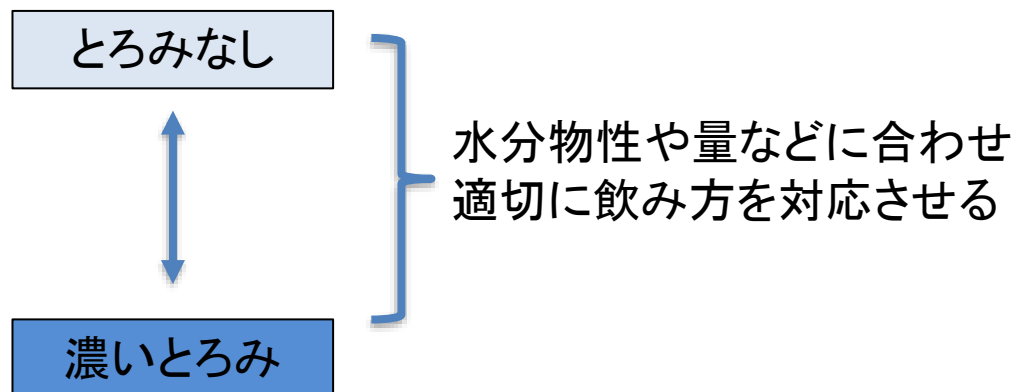 とろみなし
水分物性や量などに合わせ
適切に飲み方を対応させる
濃いとろみ